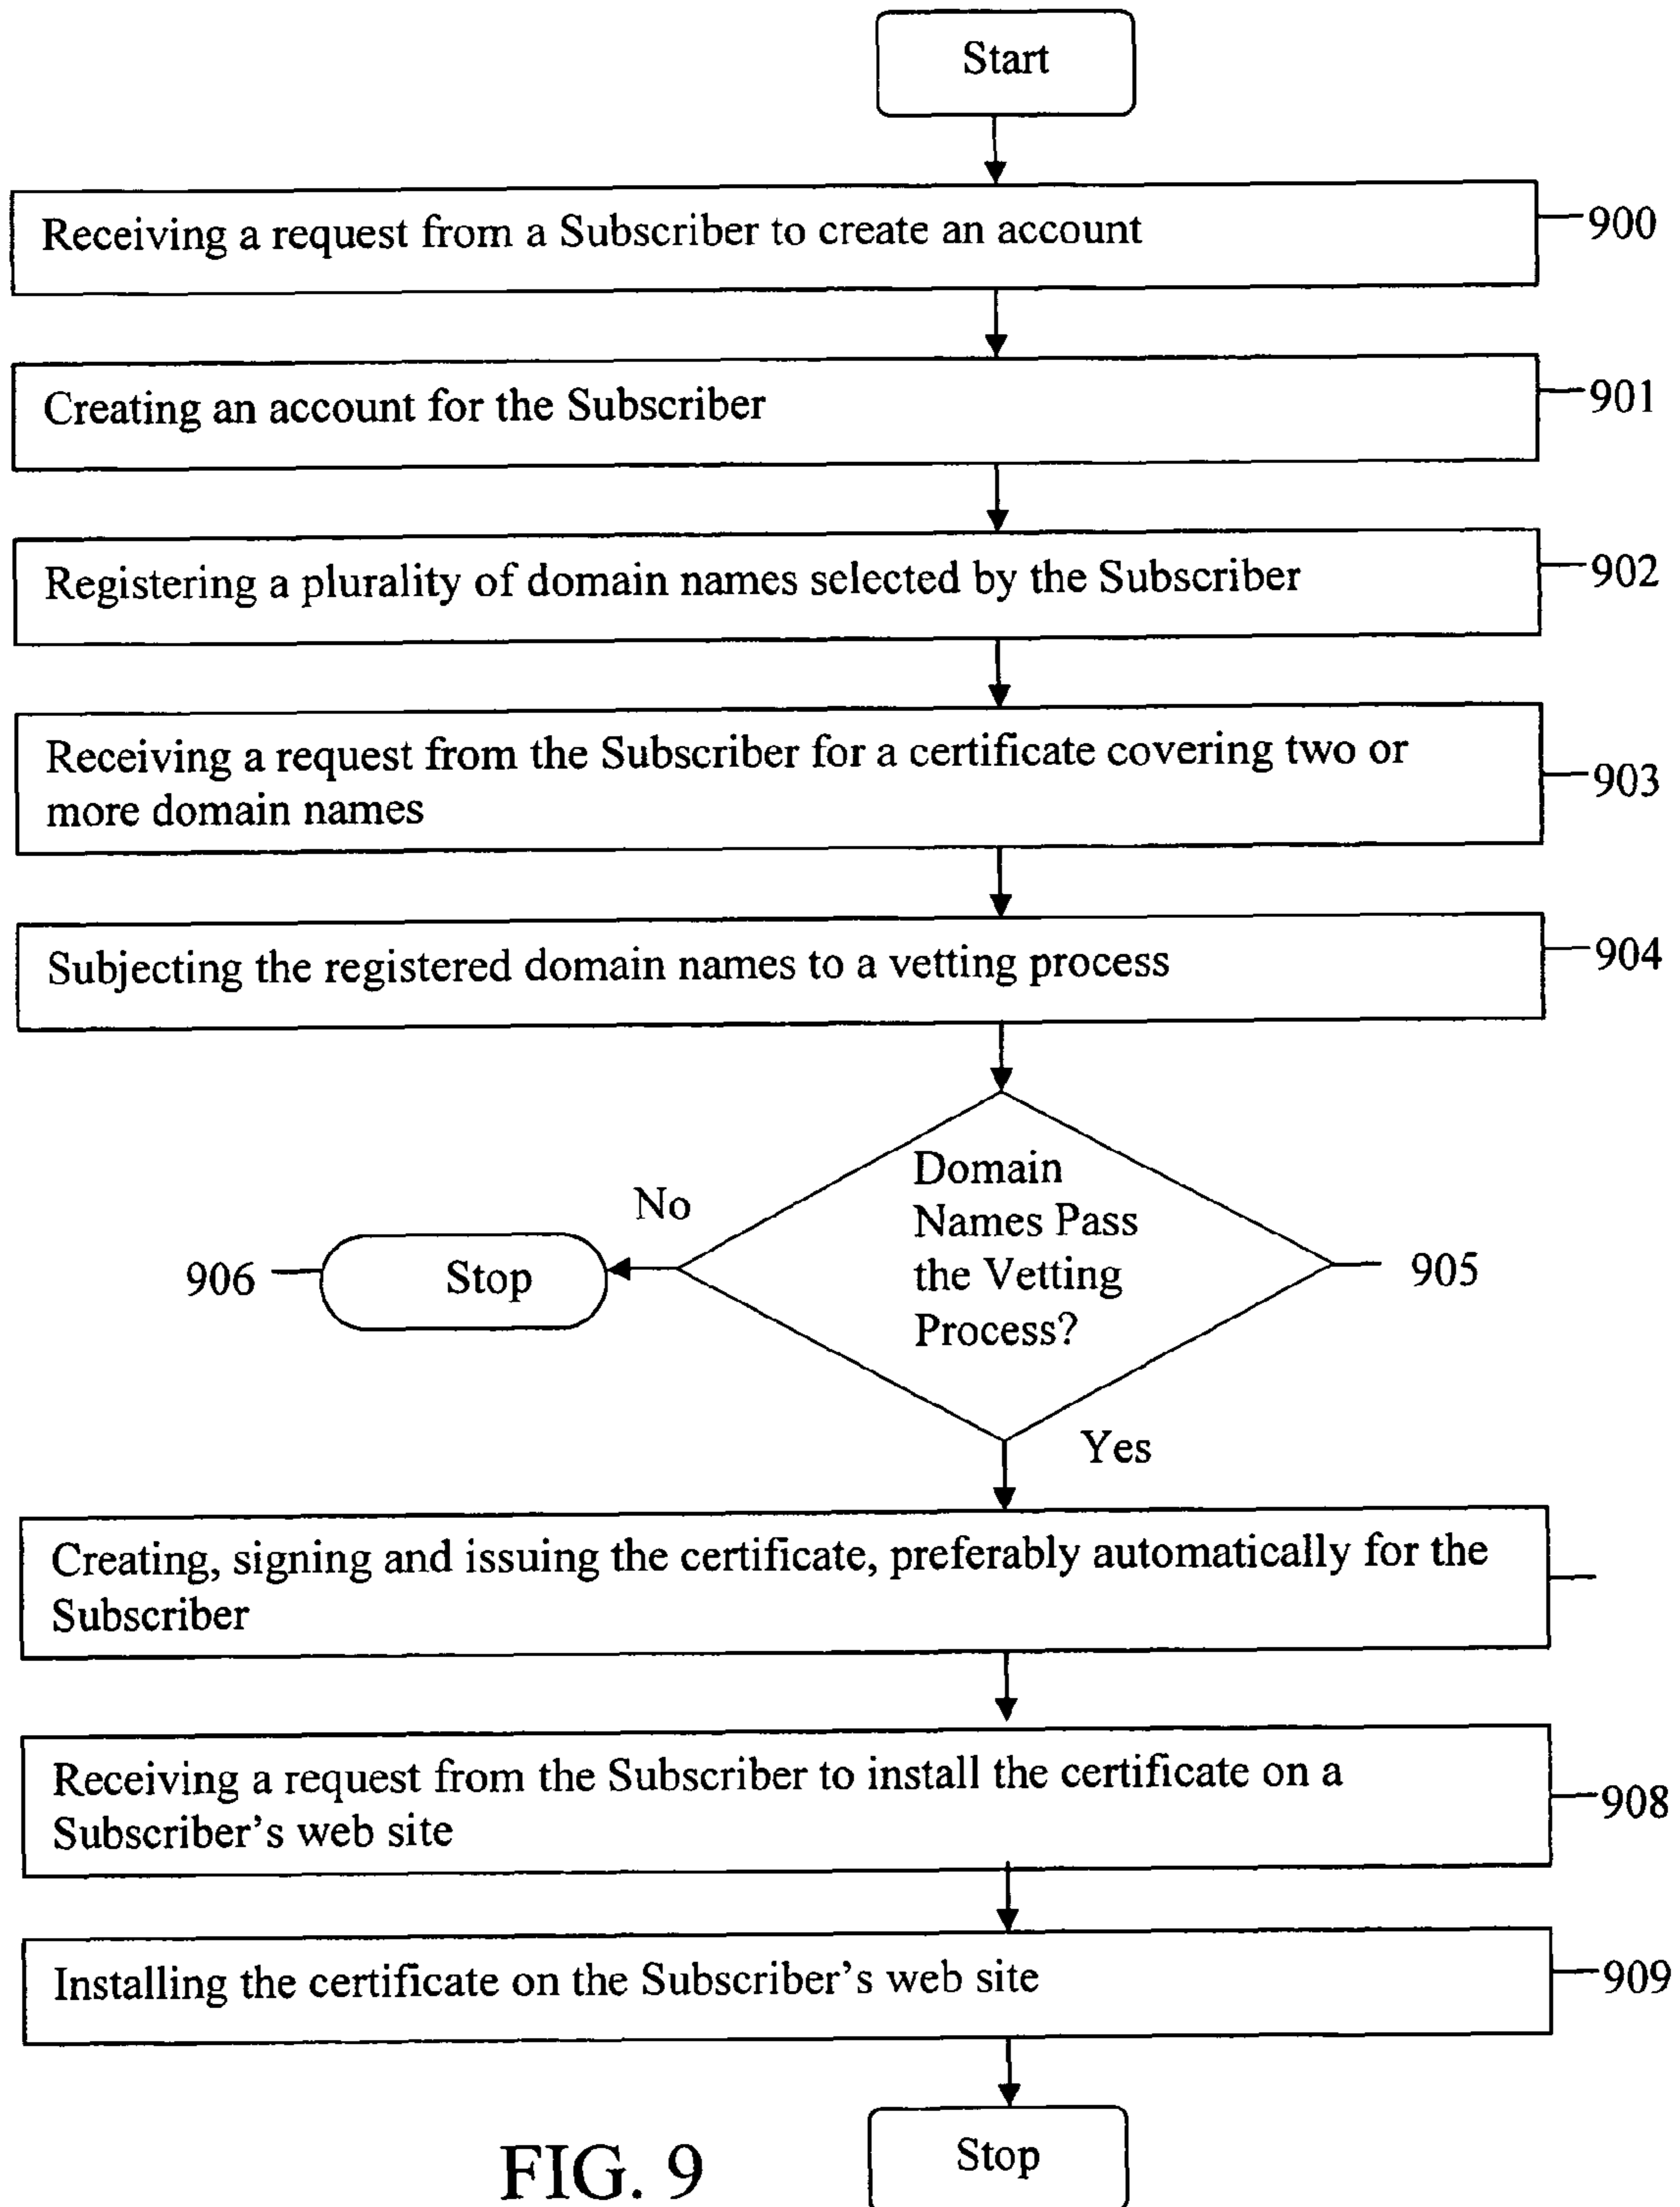 Start
Receiving a request from a Subscriber to create an account
900
Creating an account for the Subscriber
901
Registering a plurality of domain names selected by the Subscriber
902
Receiving a request from the Subscriber for a certificate covering two or
more domain names
903
Subjecting the registered domain names to a vetting process
904
Domain
Names Pass
the Vetting
Process?
905
No
906
Stop
Yes
Creating, signing and issuing the certificate, preferably automatically for the
Subscriber
Receiving a request from the Subscriber to install the certificate on a
Subscriber's web site
908
Installing the certificate on the Subscriber's web site
909
Stop
FIG. 9